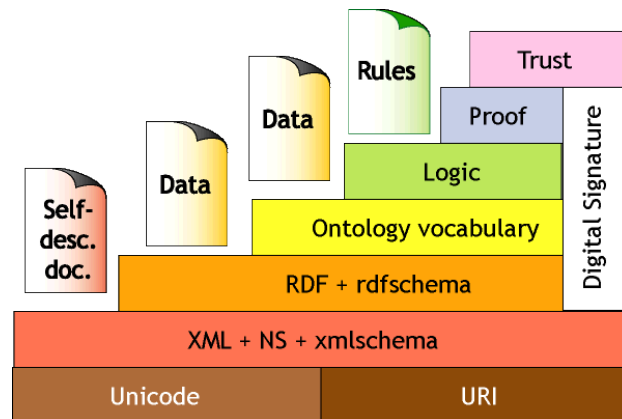 Rules
Trust
Data
Proof
Data
Logic
Self-
desc.
doc.
Ontology vocabulary
Digital Signature
RDF + rdfschema
XML + NS + xmlschema
Unicode
URI